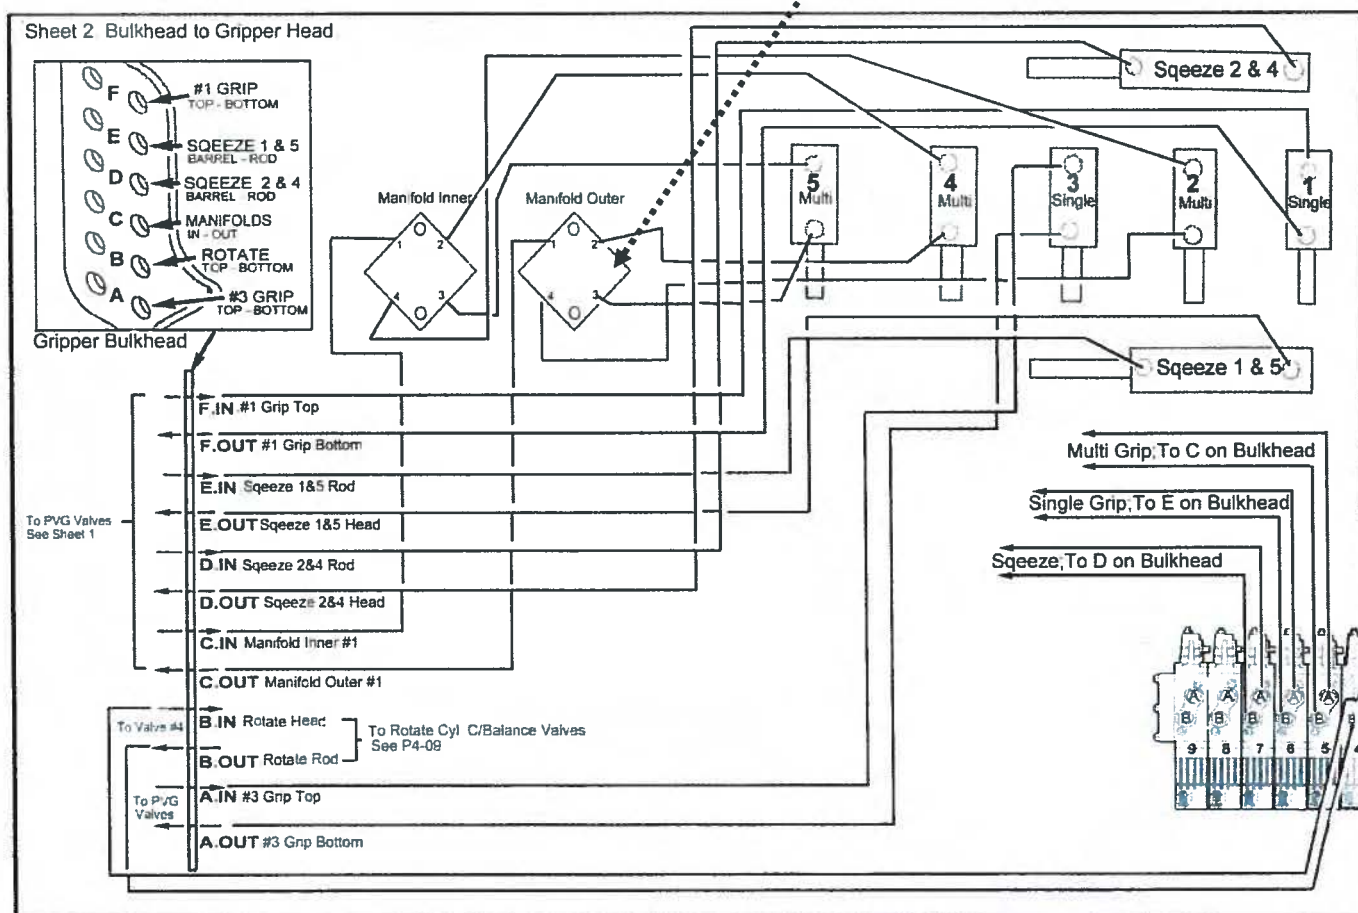 Sheet 2 Bulkhead to Gripper Head
F
#1 GRIP
TOP - BOTTOM
E
SQEEZE 1 & 5
BARREL - ROD
D
SQEEZE 2 & 4
BARREL ROD
C
MANIFOLDS
IN - OUT
B
ROTATE
TOP - BOTTOM
A
#3 GRIP
TOP - BOTTOM
Gripper Bulkhead
Manifold Inner
1
2
4
3
Manifold Outer
1
2
4
3
5
Multi
4
Multi
3
Single
2
Multi
1
Single
Sqeeze 2 & 4
Sqeeze 1 & 5
F.IN #1 Grip Top
F.OUT #1 Grip Bottom
E.IN Sqeeze 1&5 Rod
E.OUT Sqeeze 1&5 Head
D.IN Sqeeze 2&4 Rod
D.OUT Sqeeze 2&4 Head
C.IN Manifold Inner #1
C.OUT Manifold Outer #1
B.IN Rotate Head
B.OUT Rotate Rod
A.IN #3 Grip Top
A.OUT #3 Grip Bottom
To PVG Valves
See Sheet 1
To Valve #4
To PVG
Valves
To Rotate Cyl C/Balance Valves
See P4-09
Multi Grip;To C on Bulkhead
Single Grip;To E on Bulkhead
Sqeeze;To D on Bulkhead
A
A
A
A
A
B
B
B
B
B
B
9
8
7
6
5
4